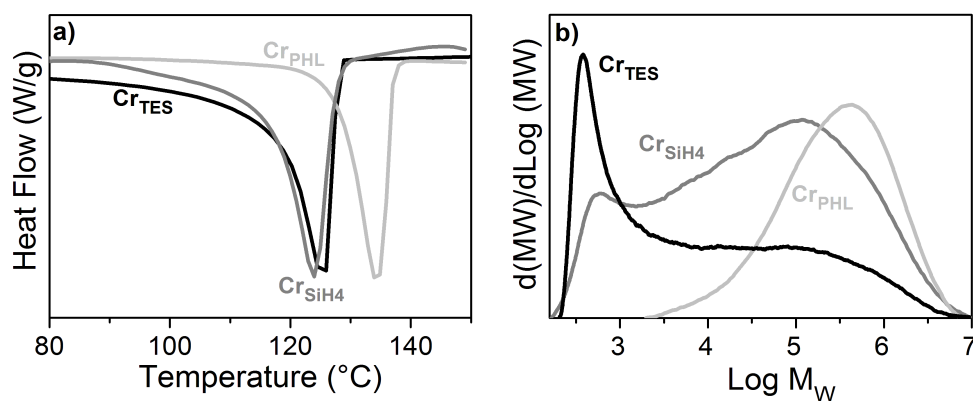 a)
Cr_PHL
Cr_TES
Cr_SiH4
Heat Flow (W/g)
80 100 120 140
Temperature (°C)
b)
Cr_TES
Cr_SiH4
Cr_PHL
d(MW)/dLog (MW)
3 4 5 6 7
Log M_W